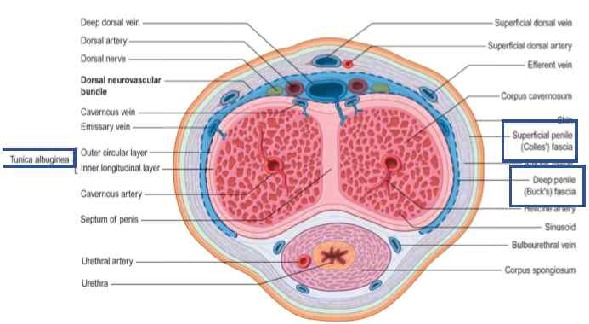 Deep dorsal vein
Dorsal artery
Dorsal nerve
Dorsal neurovascular
bundle
Cavernous vein
Emissary vein
Tunica albuginea
Outer circular layer
Inner longitudinal layer
Cavernous artery
Septum of penis
Urethral artery
Urethra
Superficial dorsal vein
Superficial dorsal artery
Efferent vein
Corpus cavernosum
Superficial penile
(Colles') fascia
Deep penile
(Buck's) fascia
Helicine artery
Sinusoid
Bulbourethral vein
Corpus spongiosum